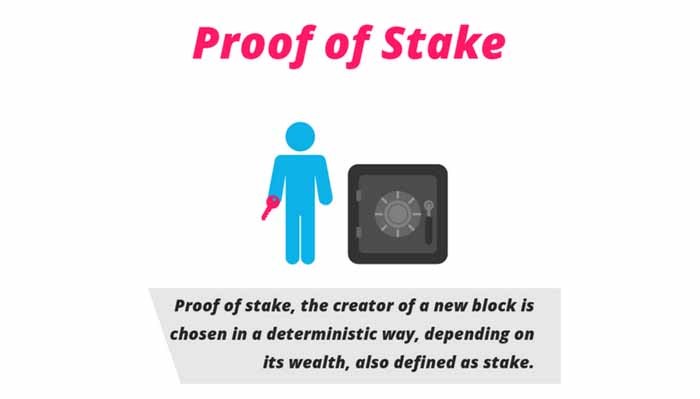 Proof of Stake
Proof of stake, the creator of a new block is
chosen in a deterministic way, depending on
its wealth, also defined as stake.